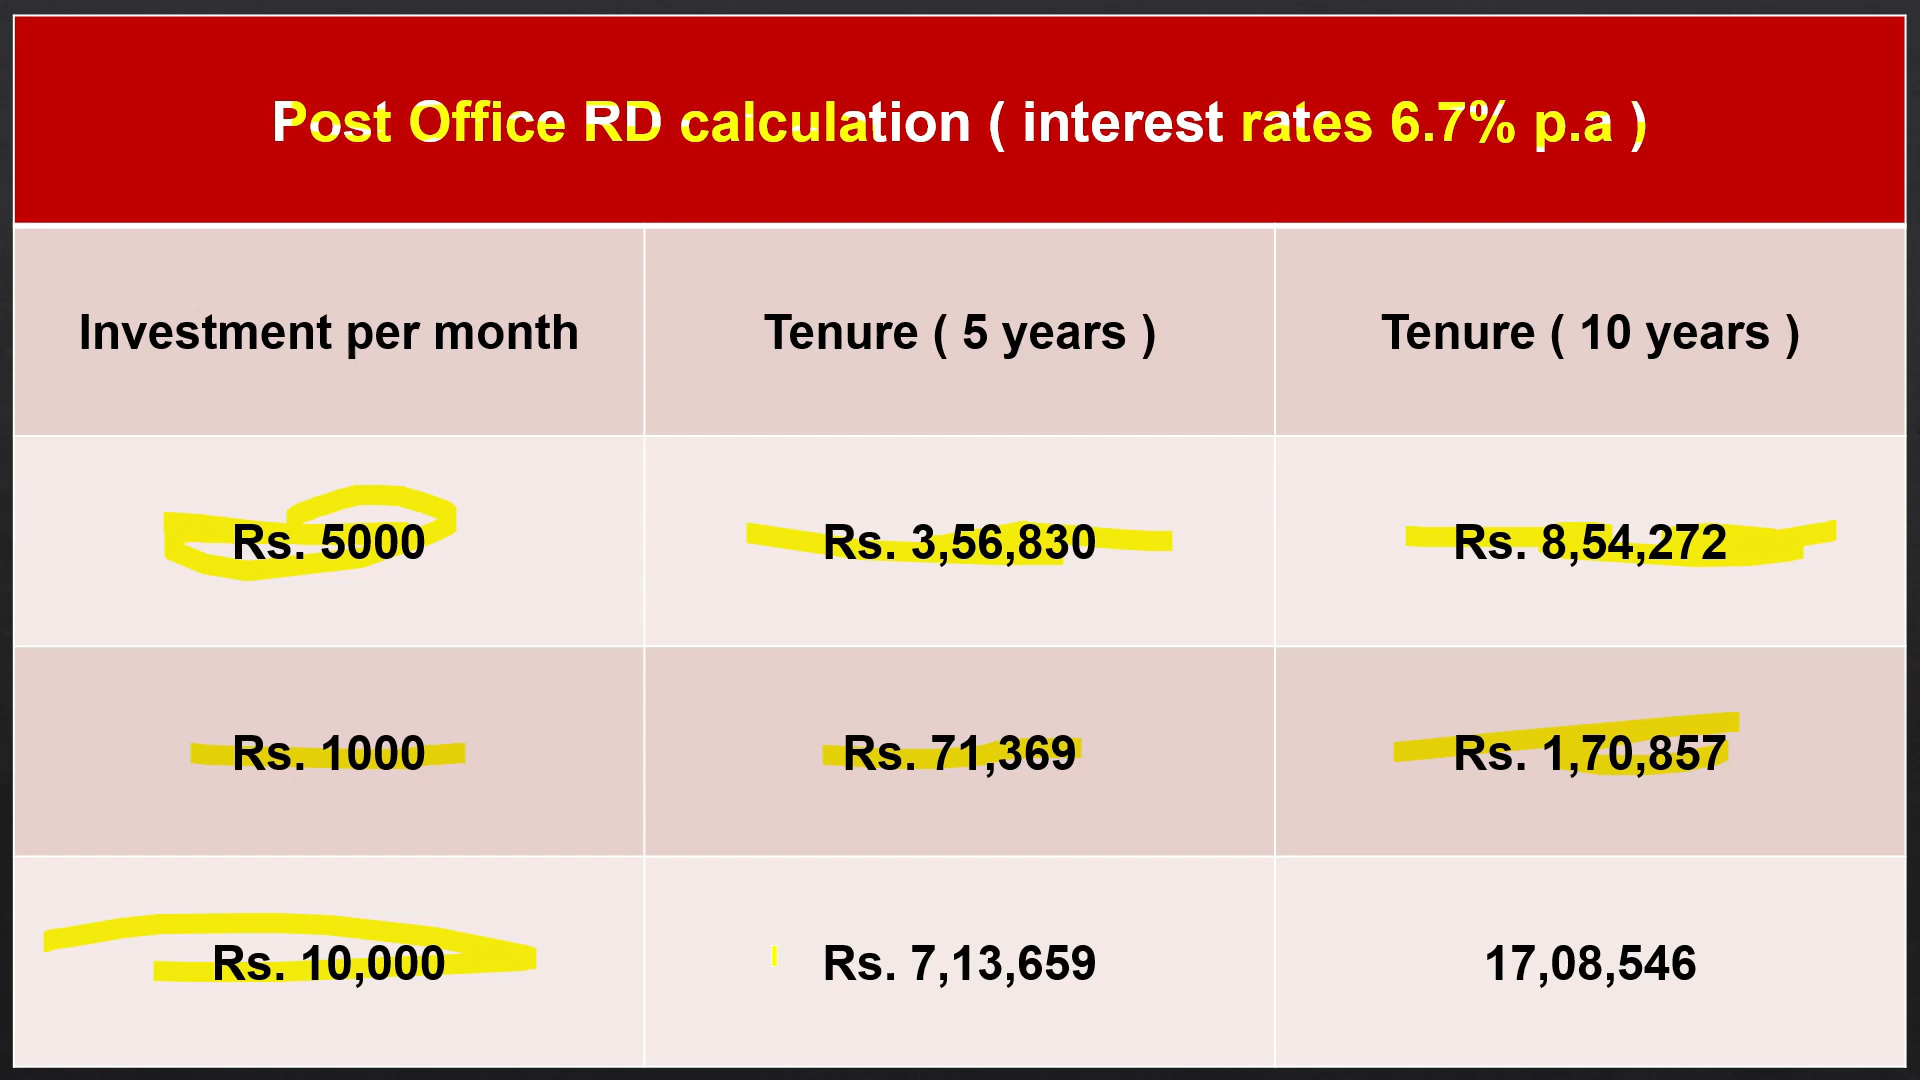 Post Office RD calculation ( interest rates 6.7% p.a )
Investment per month
Tenure ( 5 years )
Tenure ( 10 years )
Rs. 5000
Rs. 3,56,830
Rs. 8,54,272
Rs. 1000
Rs. 71,369
Rs. 1,70,857
Rs. 10,000
Rs. 7,13,659
17,08,546